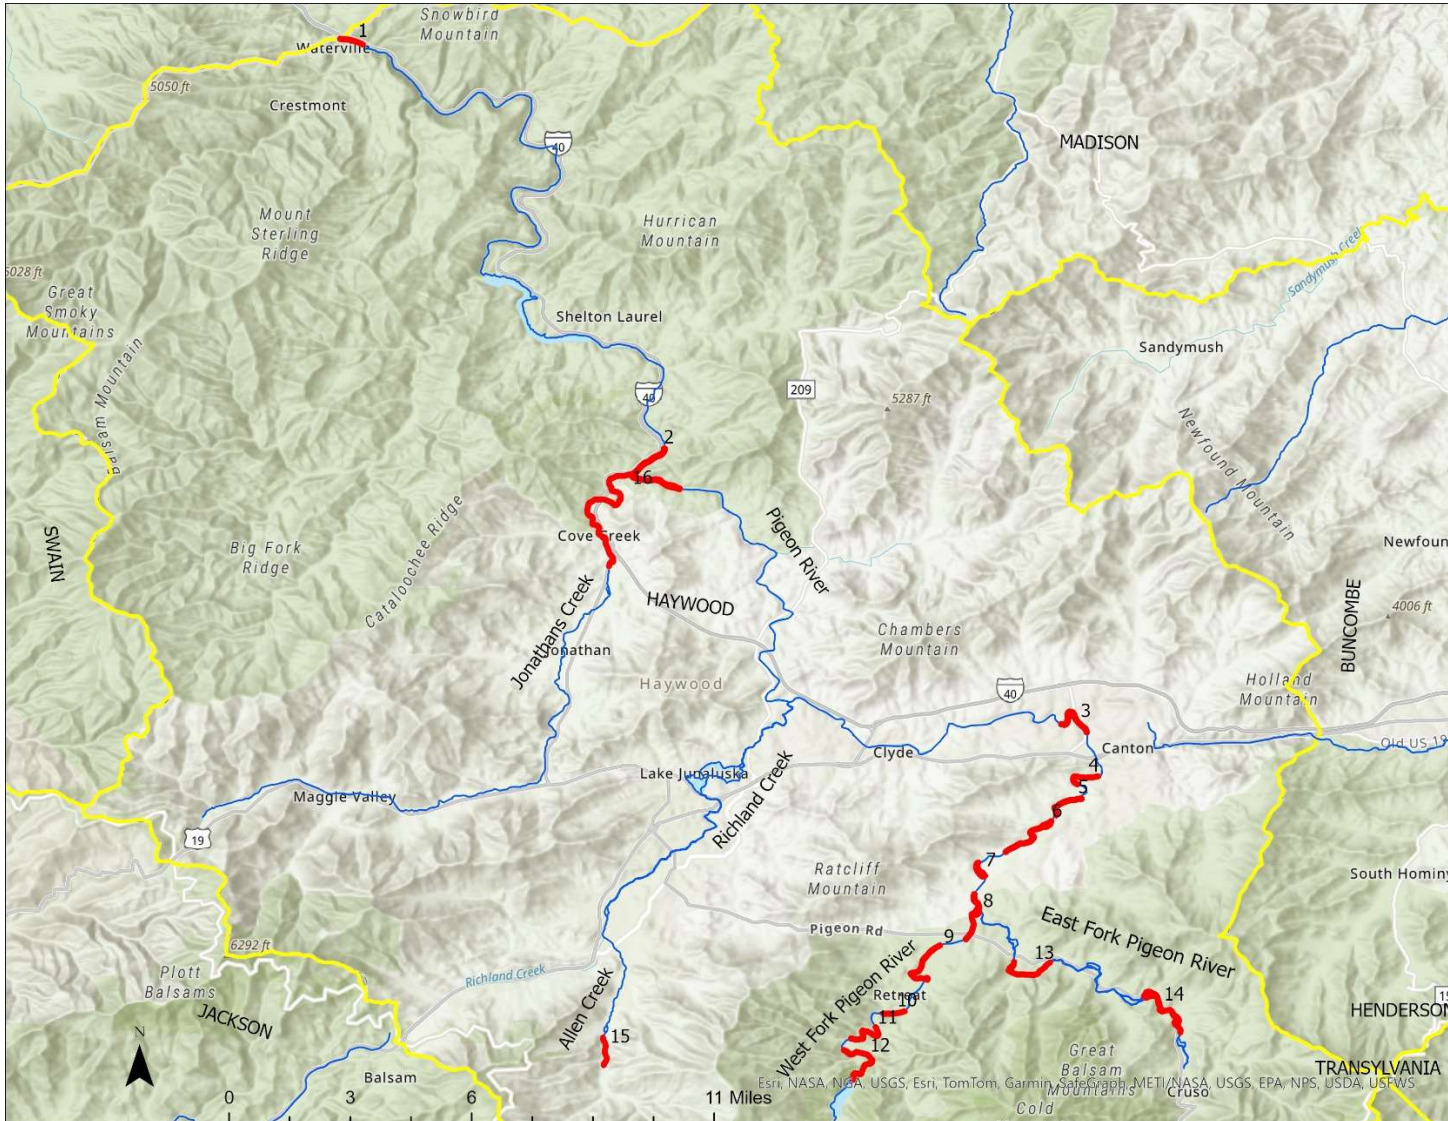 Snowbird
Mountain
1
Waterville
5050 ft
Crestmont
40
MADISON
Mount
Sterling
Ridge
Hurrican
Mountain
Sandymush Creek
5028 ft
Great
Smoky
Mountains
Shelton Laurel
Sandymush
Balsam Mountain
40
209
5287 ft
2
16
Newfound Mountain
Cataloochee Ridge
Cove Creek
Pigeon River
SWAIN
Big Fork
Ridge
Newfoun
Jonathans Creek
HAYWOOD
BUNCOMBE
4006 ft
Chambers
Mountain
Jonathan
Haywood
Holland
Mountain
40
3
Clyde
Canton
Old US 19
4
Lake Junaluska
5
Maggie Valley
Richland Creek
6
19
7
Ratcliff
Mountain
South Hominy
8
East Fork Pigeon River
Pigeon Rd
9
6292 ft
13
Plott
Balsams
Richland Creek
West Fork Pigeon River
Retreat
10
14
15
JACKSON
Allen Creek
11
HENDERSON
N
15
12
Great
Balsam
Mountains
TRANSYLVANIA
Balsam
Esri, NASA, NGA, USGS, Esri, TomTom, Garmin, SafeGraph, METI/NASA, USGS, EPA, NPS, USDA, USFWS
Cruso
0 3 6 11 Miles
Cold